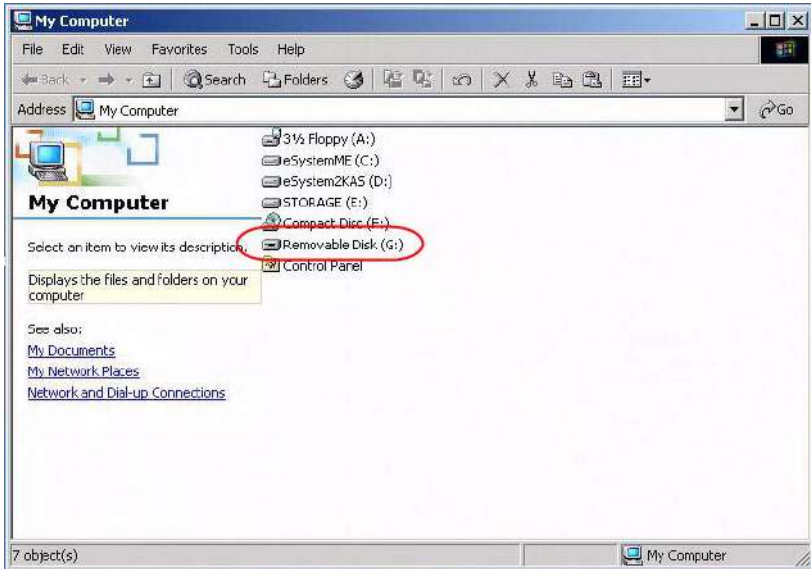 My Computer
File Edit View Favorites Tools Help
Back Search Folders
Address My Computer Go
3½ Floppy (A:)
eSystemME (C:)
eSystem2KAS (D:)
STORAGE (E:)
Compact Disc (F:)
Removable Disk (G:)
Control Panel
My Computer
Select an item to view its description.
Displays the files and folders on your
computer
See also:
My Documents
My Network Places
Network and Dial-up Connections
7 object(s) My Computer